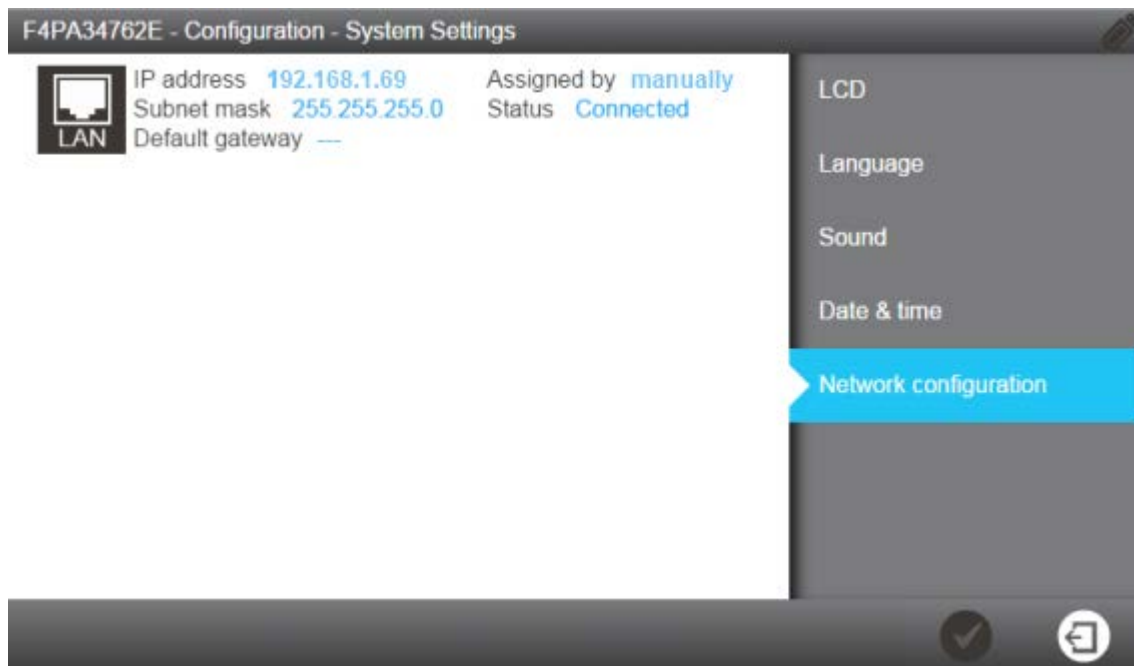 F4PA34762E - Configuration - System Settings
IP address 192.168.1.69 Assigned by manually
Subnet mask 255.255.255.0 Status Connected
LAN Default gateway ---
LCD
Language
Sound
Date & time
Network configuration